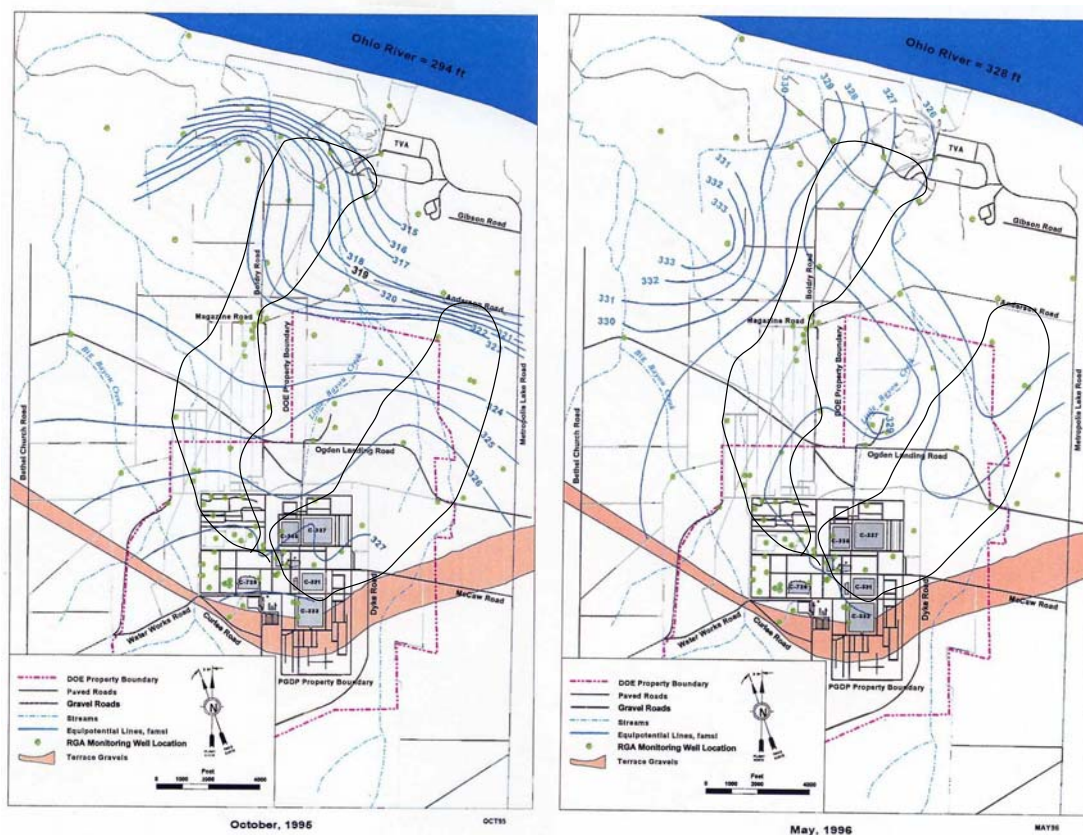 Ohio River = 294 ft
TVA
Gibson Road
315
316
317
318
319
320
Boldry Road
Anderson Road
Magazine Road
322
DOE Property Boundary
Big Bayou Creek
Little Bayou Creek
324
325
326
Metropolis Lake Road
Bethel Church Road
Ogden Landing Road
C-337
327
C-331
Dyke Road
McCaw Road
Water Works Road
Curlee Road
PGDP Property Boundary
DOE Property Boundary
Paved Roads
Gravel Roads
Streams
Equipotential Lines, famsl
RGA Monitoring Well Location
Terrace Gravels
N
Feet
0 1000 2000 4000
October, 1995
OCT95
Ohio River = 328 ft
330
329
328
327
326
TVA
331
332
333
Gibson Road
333
332
331
330
Boldry Road
Anderson Road
Magazine Road
DOE Property Boundary
Big Bayou Creek
Little Bayou Creek
Metropolis Lake Road
Bethel Church Road
Ogden Landing Road
C-337
C-331
Dyke Road
McCaw Road
Water Works Road
Curlee Road
PGDP Property Boundary
DOE Property Boundary
Paved Roads
Gravel Roads
Streams
Equipotential Lines, famsl
RGA Monitoring Well Location
Terrace Gravels
N
Feet
0 1000 2000 4000
May, 1996
MAY96